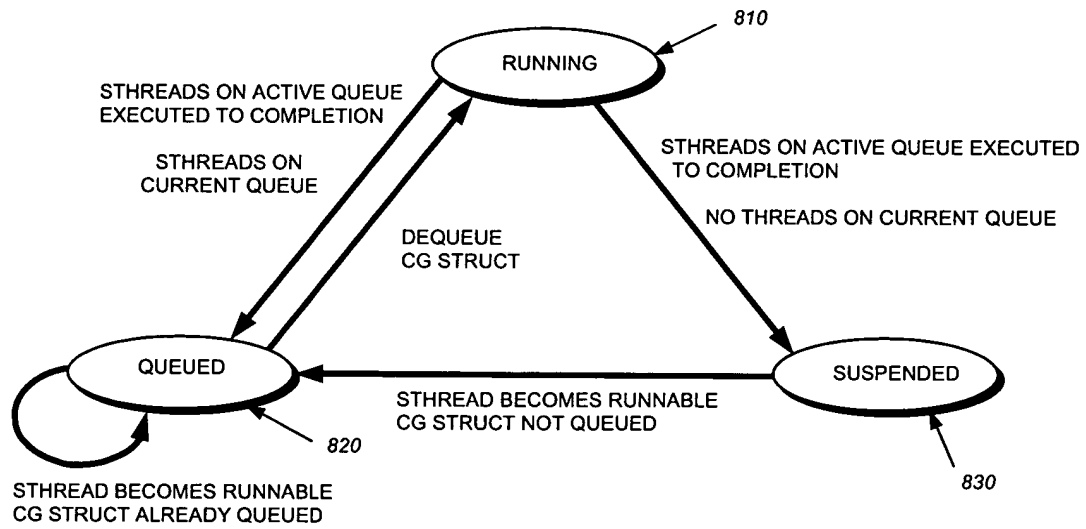 810
RUNNING
STHREADS ON ACTIVE QUEUE
EXECUTED TO COMPLETION
STHREADS ON
CURRENT QUEUE
STHREADS ON ACTIVE QUEUE EXECUTED
TO COMPLETION
NO THREADS ON CURRENT QUEUE
DEQUEUE
CG STRUCT
QUEUED
SUSPENDED
STHREAD BECOMES RUNNABLE
CG STRUCT NOT QUEUED
820
830
STHREAD BECOMES RUNNABLE
CG STRUCT ALREADY QUEUED